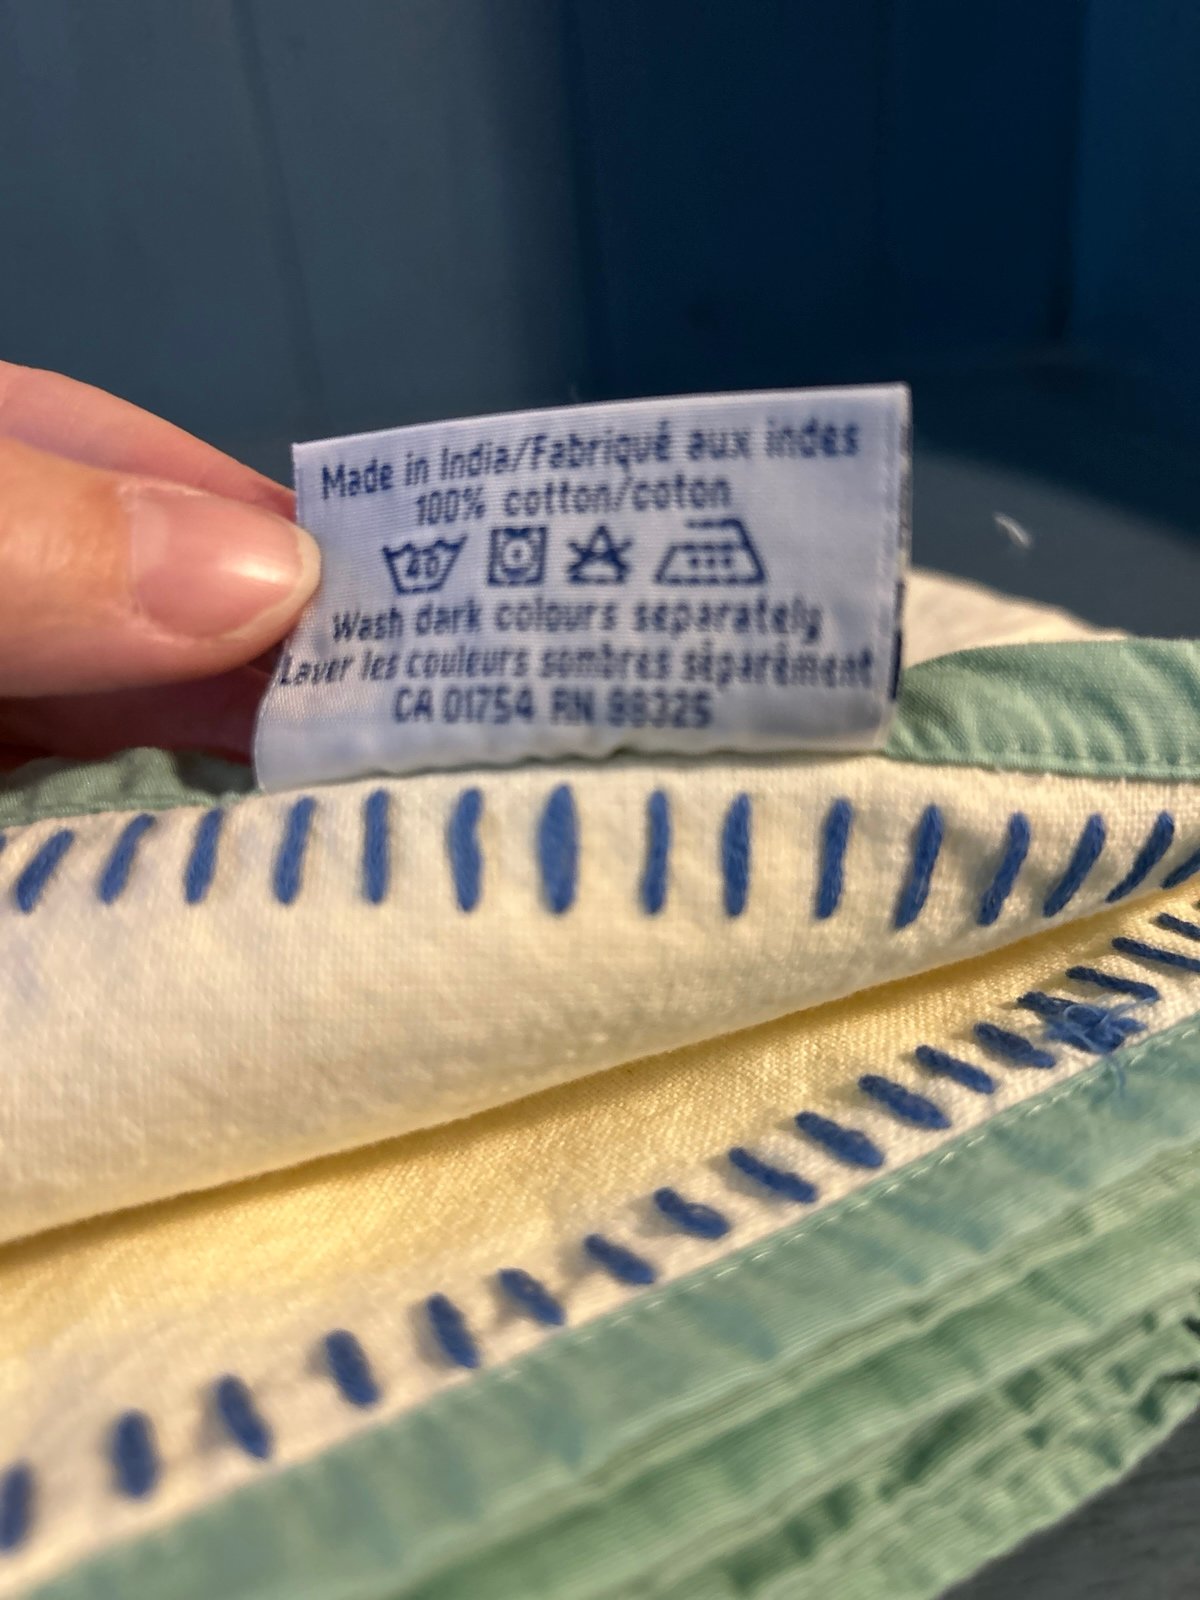 Made in India/Fabriqué aux indes
100% cotton/coton
40
Wash dark colours separately
Laver les couleurs sombres séparément
CA 01754 RN 88325